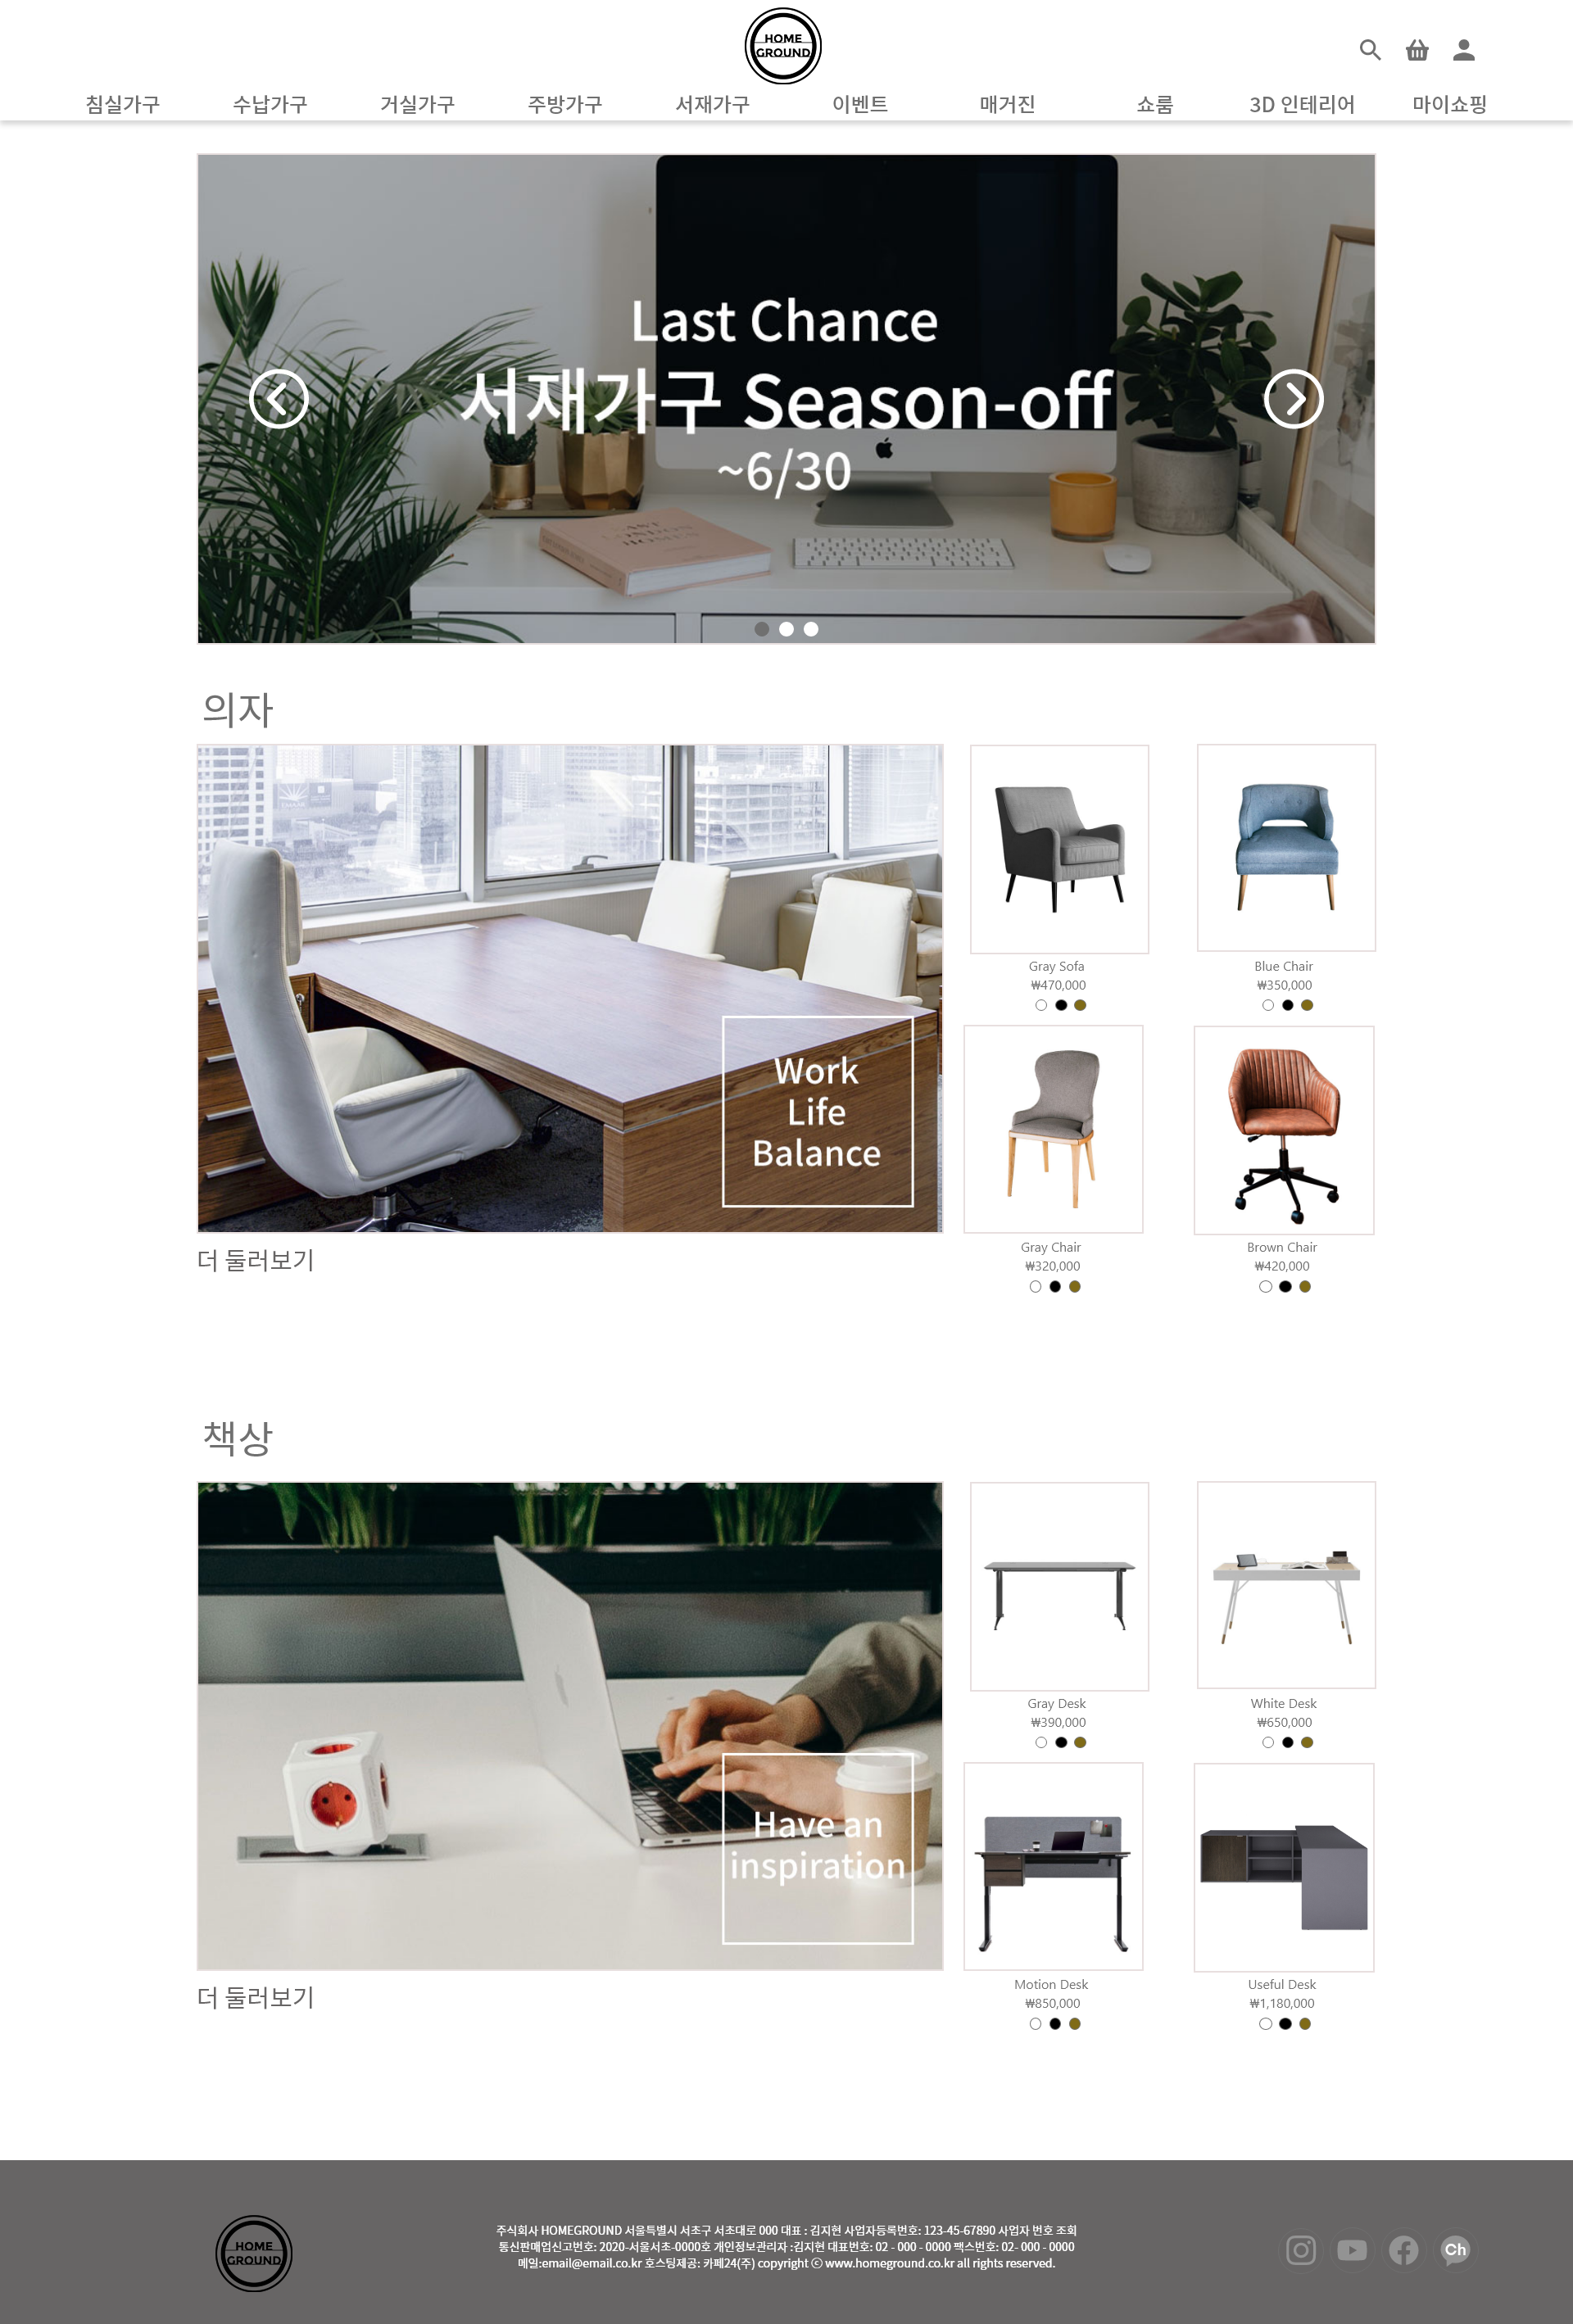 HOME
GROUND
침실가구
수납가구
거실가구
주방가구
서재가구
이벤트
매거진
쇼룸
3D 인테리어
마이쇼핑
Last Chance
서재가구 Season-off
~6/30
의자
Work
Life
Balance
더 둘러보기
Gray Sofa
₩470,000
Blue Chair
₩350,000
Gray Chair
₩320,000
Brown Chair
₩420,000
책상
Have an
inspiration
더 둘러보기
Gray Desk
₩390,000
White Desk
₩650,000
Motion Desk
₩850,000
Useful Desk
₩1,180,000
HOME
GROUND
주식회사 HOMEGROUND 서울특별시 서초구 서초대로 000 대표 : 김지현 사업자등록번호: 123-45-67890 사업자 번호 조회
통신판매업신고번호: 2020-서울서초-0000호 개인정보관리자 :김지현 대표번호: 02 - 000 - 0000 팩스번호: 02- 000 - 0000
메일:email@email.co.kr 호스팅제공: 카페24(주) copyright ⓒ www.homeground.co.kr all rights reserved.
Ch